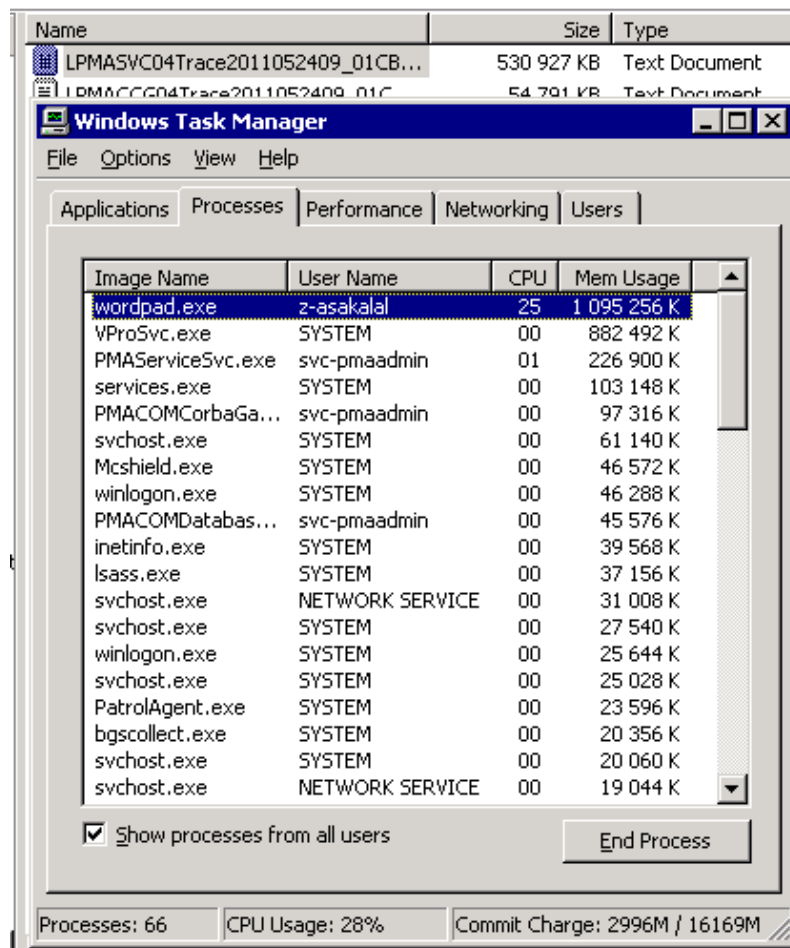 Name Size Type
LPMASVC04Trace2011052409_01CB... 530 927 KB Text Document
LPMACCG04Trace2011052409_01C 54 791 KB Text Document
Windows Task Manager
File Options View Help
Applications Processes Performance Networking Users
Image Name User Name CPU Mem Usage
wordpad.exe z-asakalal 25 1 095 256 K
VProSvc.exe SYSTEM 00 882 492 K
PMAServiceSvc.exe svc-pmaadmin 01 226 900 K
services.exe SYSTEM 00 103 148 K
PMACOMCorbaGa... svc-pmaadmin 00 97 316 K
svchost.exe SYSTEM 00 61 140 K
Mcshield.exe SYSTEM 00 46 572 K
winlogon.exe SYSTEM 00 46 288 K
PMACOMDatabas... svc-pmaadmin 00 45 576 K
inetinfo.exe SYSTEM 00 39 568 K
lsass.exe SYSTEM 00 37 156 K
svchost.exe NETWORK SERVICE 00 31 008 K
svchost.exe SYSTEM 00 27 540 K
winlogon.exe SYSTEM 00 25 644 K
svchost.exe SYSTEM 00 25 028 K
PatrolAgent.exe SYSTEM 00 23 596 K
bgscollect.exe SYSTEM 00 20 356 K
svchost.exe SYSTEM 00 20 060 K
svchost.exe NETWORK SERVICE 00 19 044 K
Show processes from all users End Process
Processes: 66 CPU Usage: 28% Commit Charge: 2996M / 16169M